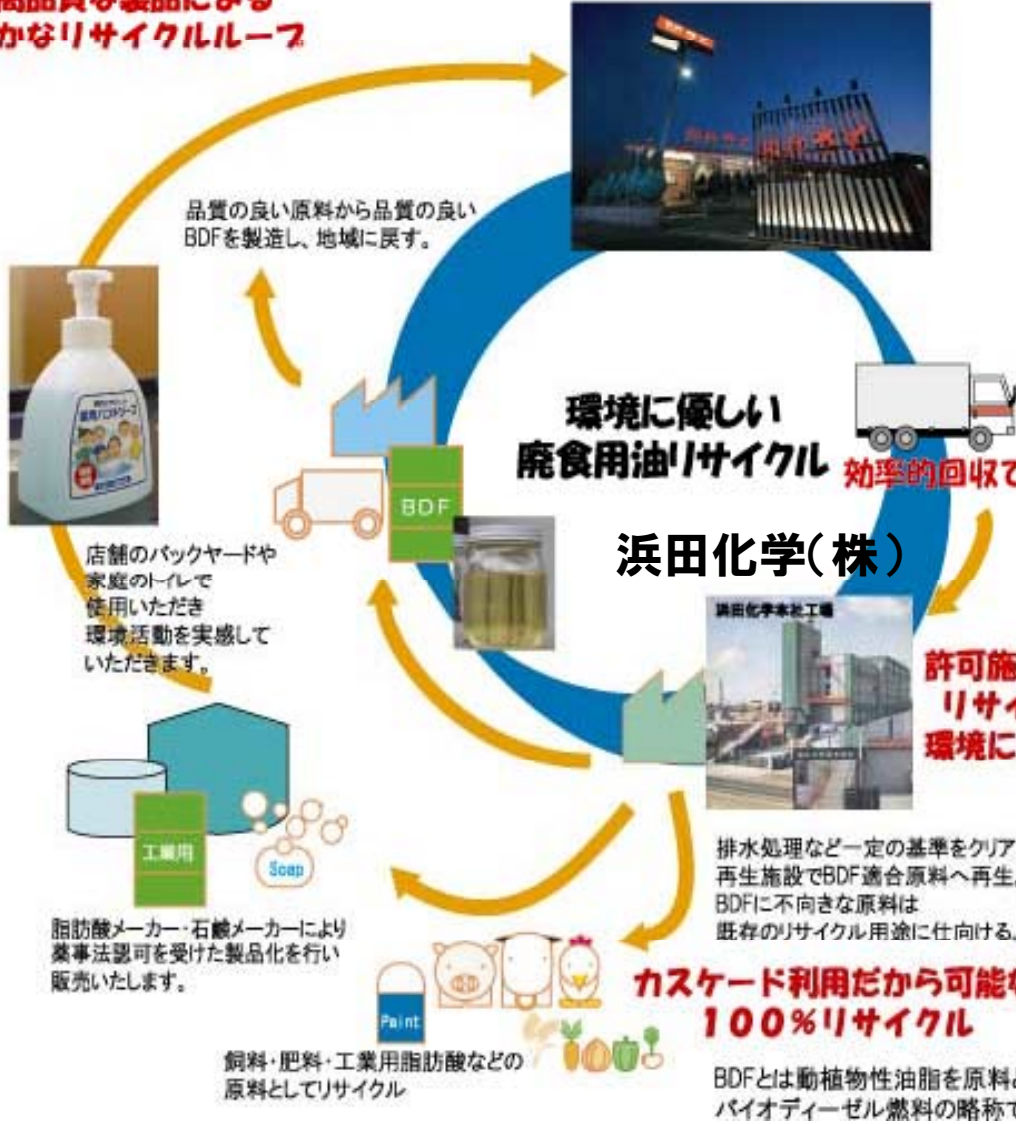 高品質な製品による
かなリサイクルループ
品質の良い原料から品質の良い
BDFを製造し、地域に戻す。
環境に優しい
廃食用油リサイクル
効率的回収で
BDF
浜田化学(株)
店舗のバックヤードや
家庭のトイレで
使用いただき
環境活動を実感して
いただきます。
浜田化学本社工場
許可施
リサイ
環境に
工業用
Soap
排水処理など一定の基準をクリア
再生施設でBDF適合原料へ再生。
BDFに不向きな原料は
既存のリサイクル用途に仕向ける。
脂肪酸メーカー・石鹸メーカーにより
薬事法認可を受けた製品化を行い
販売いたします。
カスケード利用だから可能な
100%リサイクル
Paint
飼料・肥料・工業用脂肪酸などの
原料としてリサイクル
BDFとは動植物性油脂を原料と
バイオディーゼル燃料の略称で